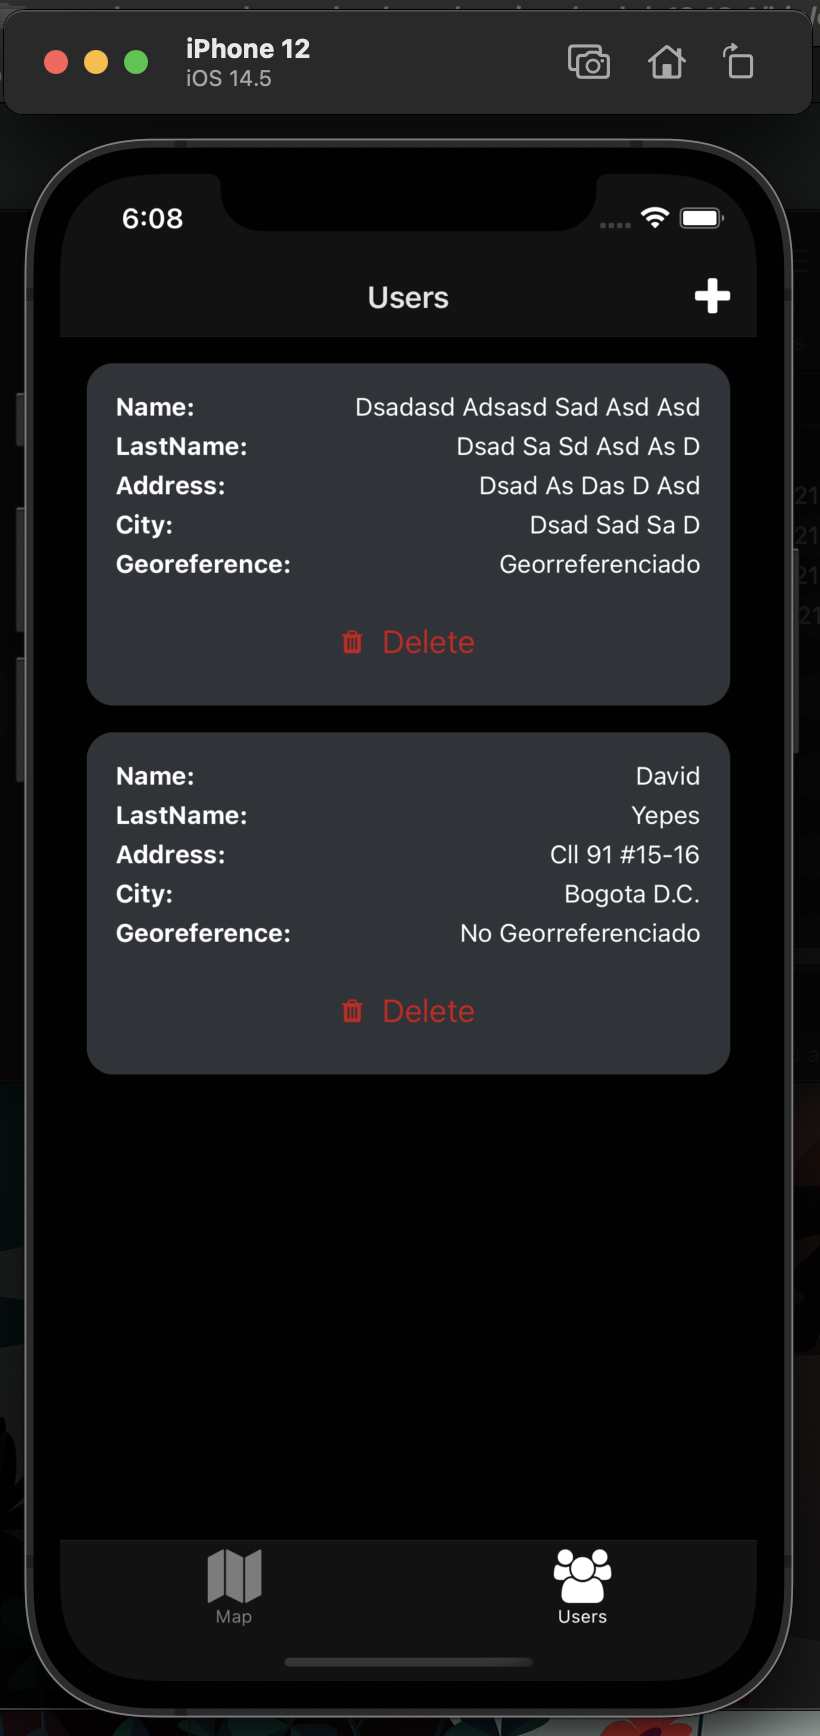 iPhone 12
iOS 14.5
6:08
Users
Name: Dsadasd Adsasd Sad Asd Asd
LastName: Dsad Sa Sd Asd As D
Address: Dsad As Das D Asd
City: Dsad Sad Sa D
Georeference: Georreferenciado
Delete
Name: David
LastName: Yepes
Address: Cll 91 #15-16
City: Bogota D.C.
Georeference: No Georreferenciado
Delete
Map Users